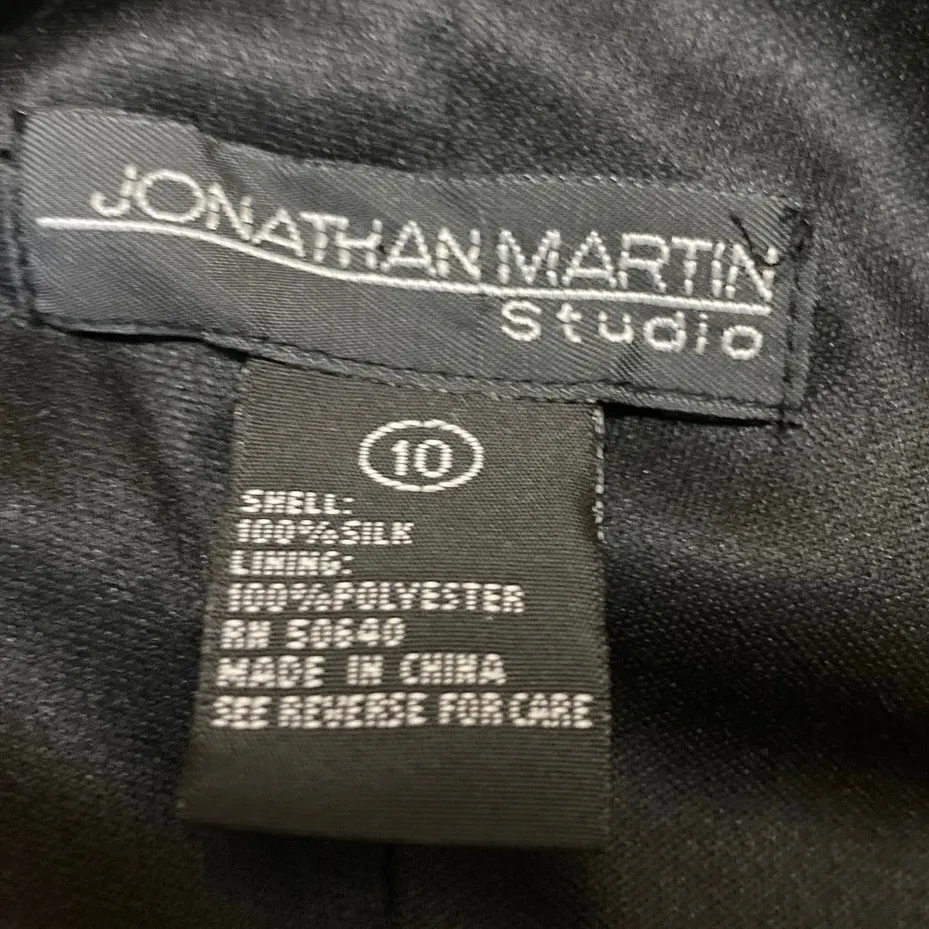 JONATHAN MARTIN
Studio
10
SHELL:
100%SILK
LINING:
100%POLYESTER
RN 50640
MADE IN CHINA
SEE REVERSE FOR CARE